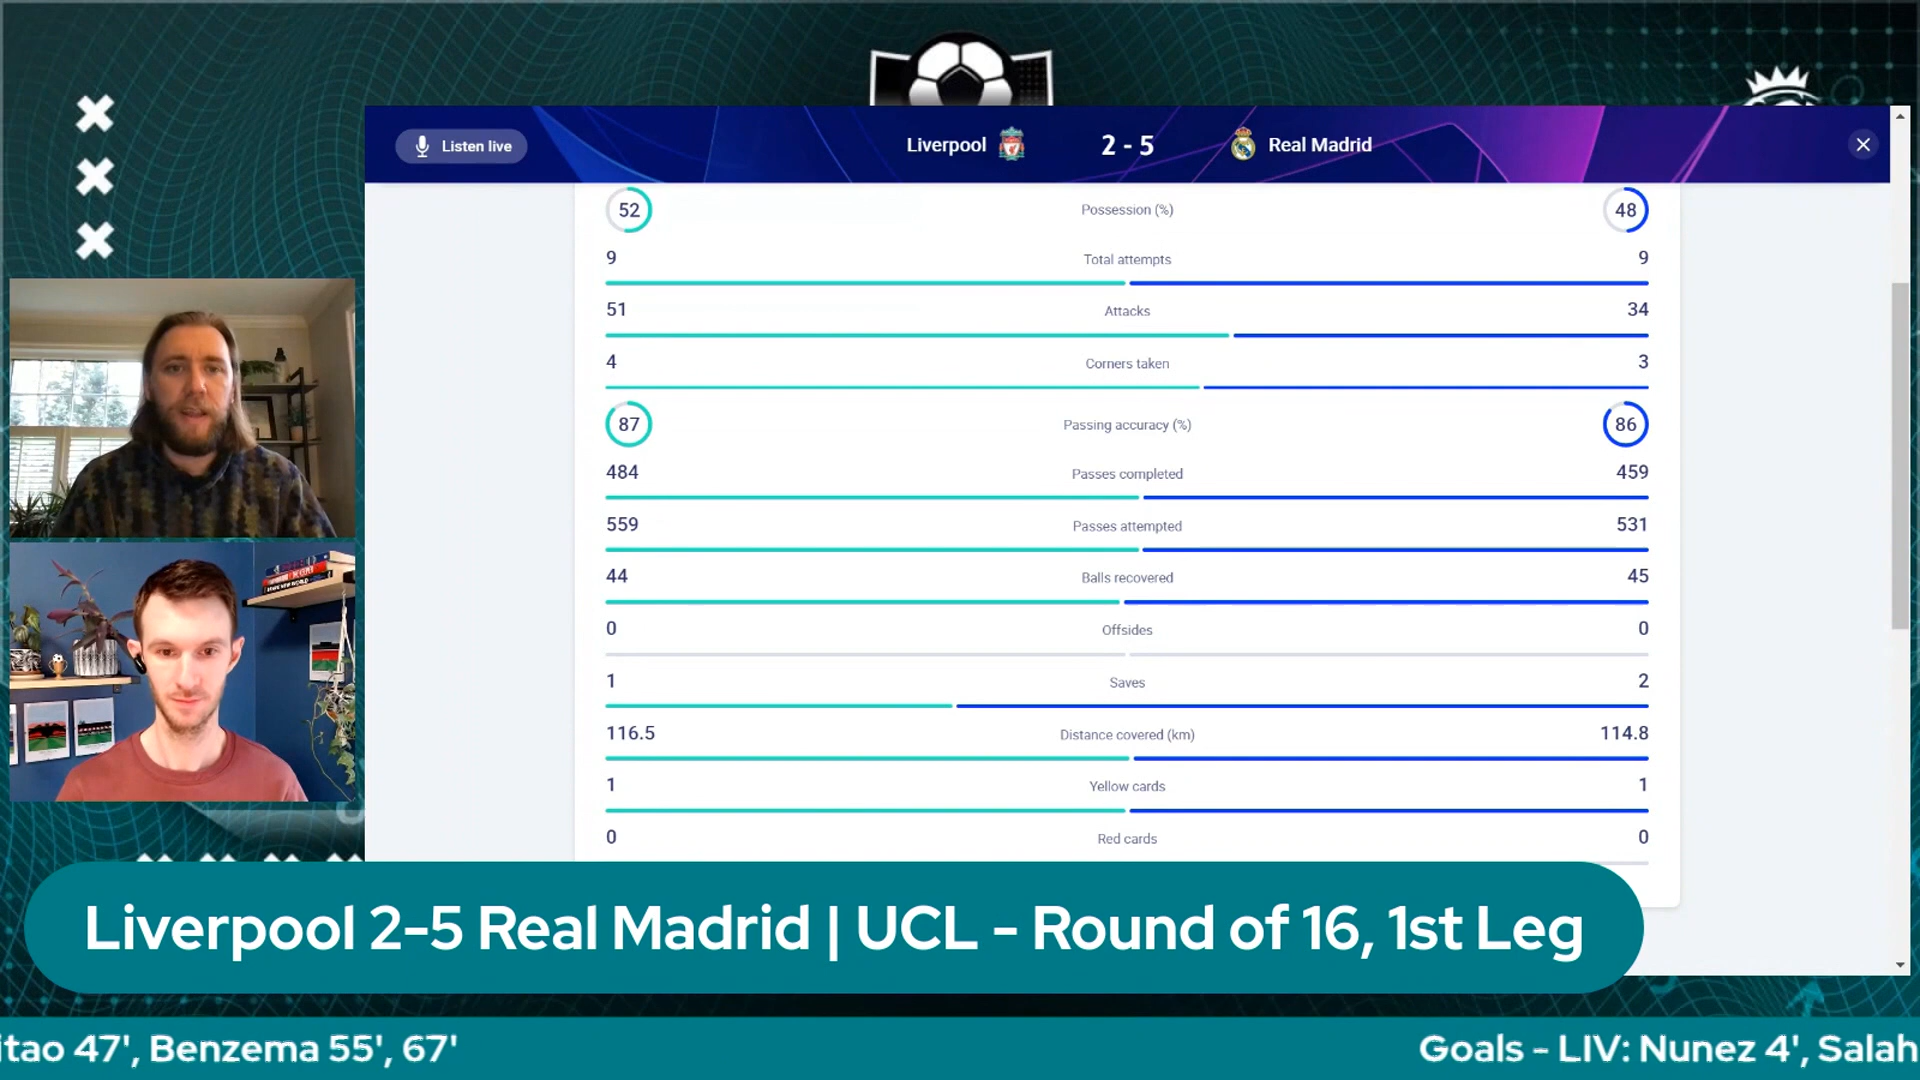 Listen live
Liverpool 2 - 5 Real Madrid
52 Possession (%) 48
9 Total attempts 9
51 Attacks 34
4 Corners taken 3
87 Passing accuracy (%) 86
484 Passes completed 459
559 Passes attempted 531
44 Balls recovered 45
0 Offsides 0
1 Saves 2
116.5 Distance covered (km) 114.8
1 Yellow cards 1
0 Red cards 0
Liverpool 2-5 Real Madrid | UCL - Round of 16, 1st Leg
itao 47', Benzema 55', 67' Goals - LIV: Nunez 4', Salah